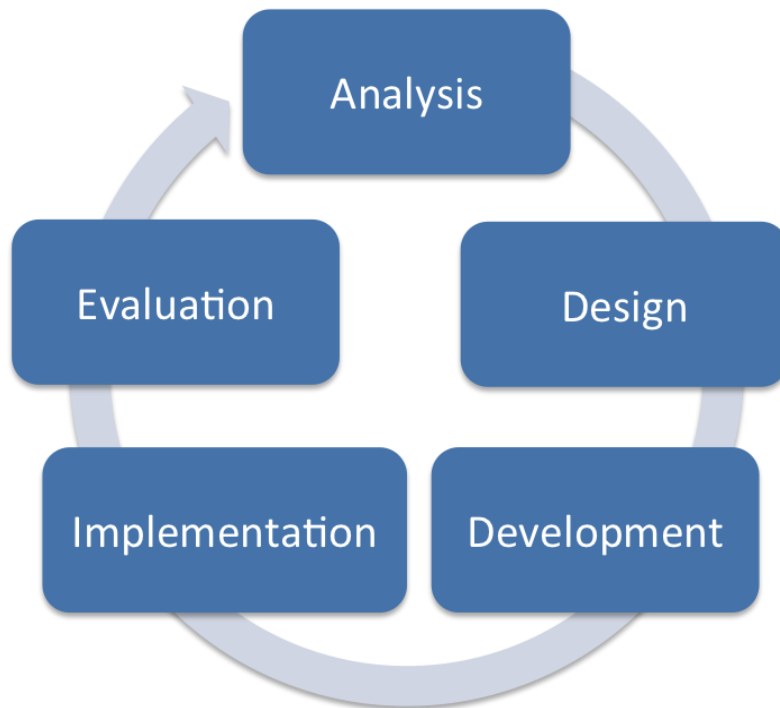 Analysis
Design
Development
Implementation
Evaluation